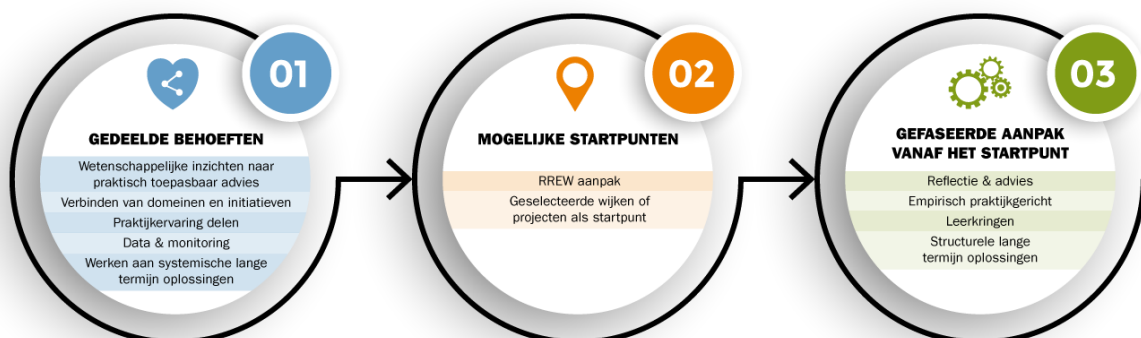 01
GEDEELDE BEHOEFTEN
Wetenschappelijke inzichten naar
praktisch toepasbaar advies
Verbinden van domeinen en initiatieven
Praktijkervaring delen
Data & monitoring
Werken aan systemische lange
termijn oplossingen
02
MOGELIJKE STARTPUNTEN
RREW aanpak
Geselecteerde wijken of
projecten als startpunt
03
GEFASEERDE AANPAK
VANAF HET STARTPUNT
Reflectie & advies
Empirisch praktijkgericht
Leerkringen
Structurele lange
termijn oplossingen